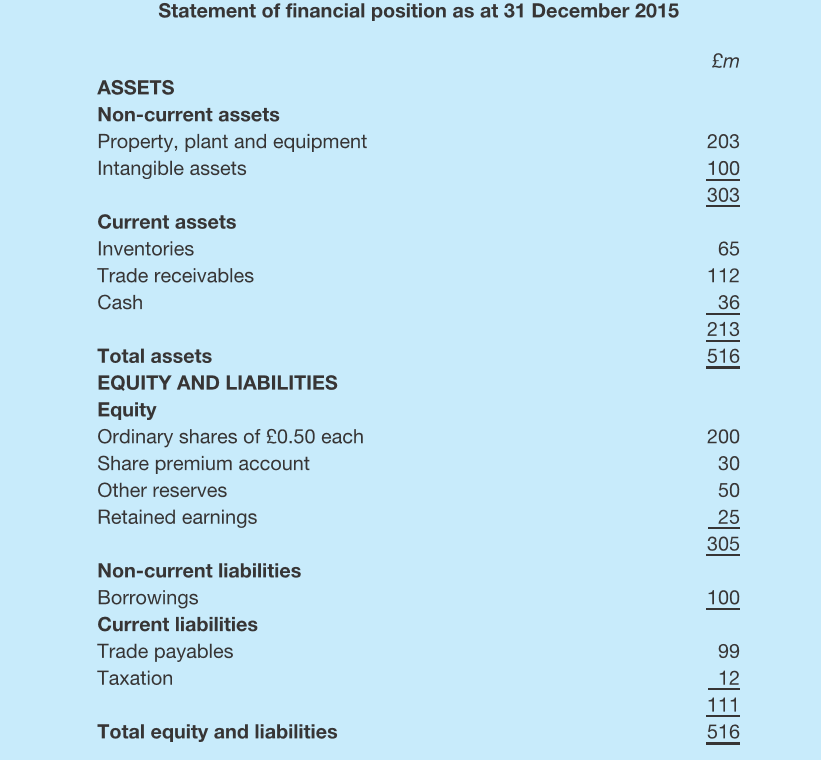 Statement of financial position as at 31 December 2015
£m
ASSETS
Non-current assets
Property, plant and equipment 203
Intangible assets 100
303
Current assets
Inventories 65
Trade receivables 112
Cash 36
213
Total assets 516
EQUITY AND LIABILITIES
Equity
Ordinary shares of £0.50 each 200
Share premium account 30
Other reserves 50
Retained earnings 25
305
Non-current liabilities
Borrowings 100
Current liabilities
Trade payables 99
Taxation 12
111
Total equity and liabilities 516